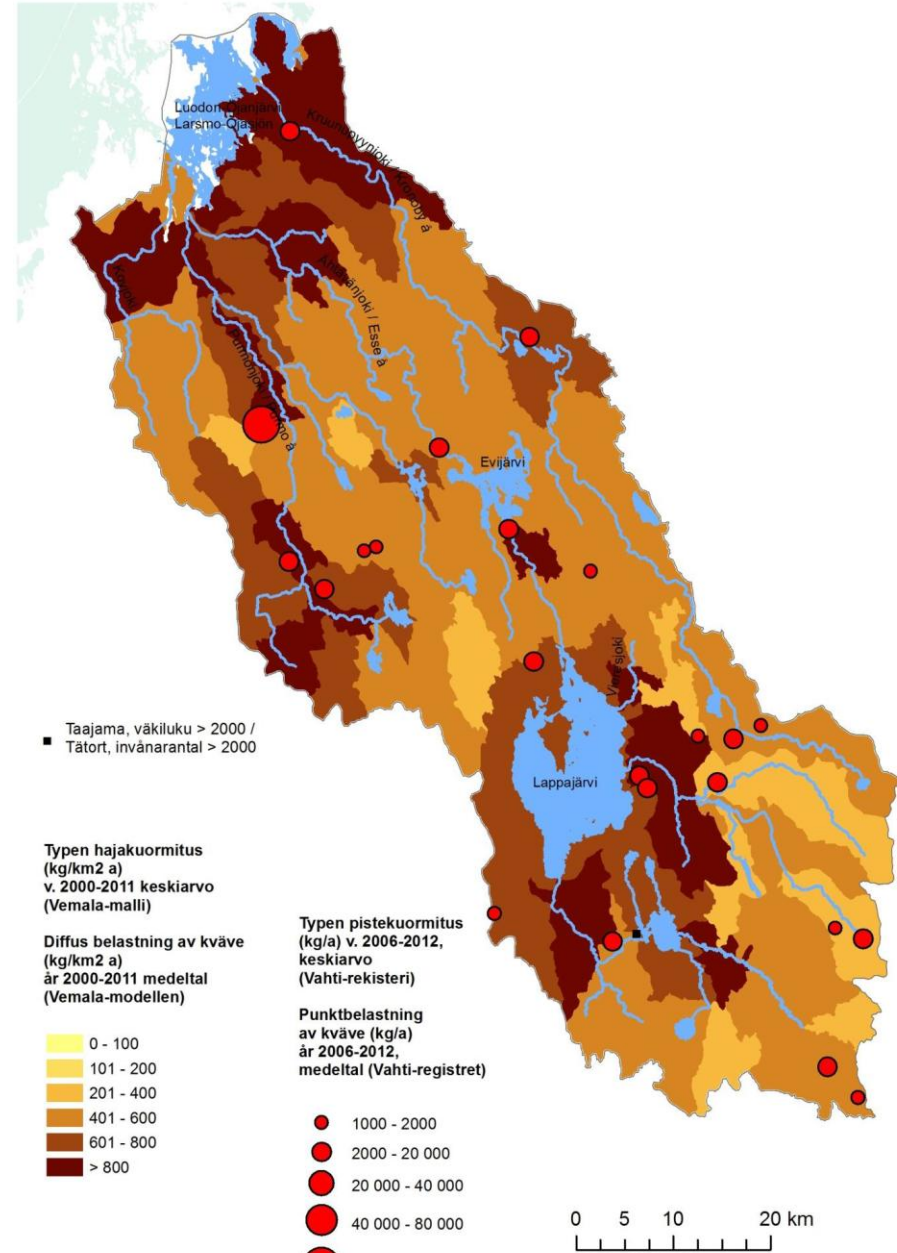 Luodon-Öjanjärvi
Larsmo-Öjasjön
Kruunupyynjoki / Kronoby å
Kovjoki
Ähtävänjoki / Esse å
Purmonjoki / Purmo å
Evijärvi
Vieresjoki
Lappajärvi
Taajama, väkiluku > 2000 /
Tätort, invånarantal > 2000
Typen hajakuormitus
(kg/km2 a)
v. 2000-2011 keskiarvo
(Vemala-malli)
Diffus belastning av kväve
(kg/km2 a)
år 2000-2011 medeltal
(Vemala-modellen)
0 - 100
101 - 200
201 - 400
401 - 600
601 - 800
> 800
Typen pistekuormitus
(kg/a) v. 2006-2012,
keskiarvo
(Vahti-rekisteri)
Punktbelastning
av kväve (kg/a)
år 2006-2012,
medeltal (Vahti-registret)
1000 - 2000
2000 - 20 000
20 000 - 40 000
40 000 - 80 000
0 5 10 20 km